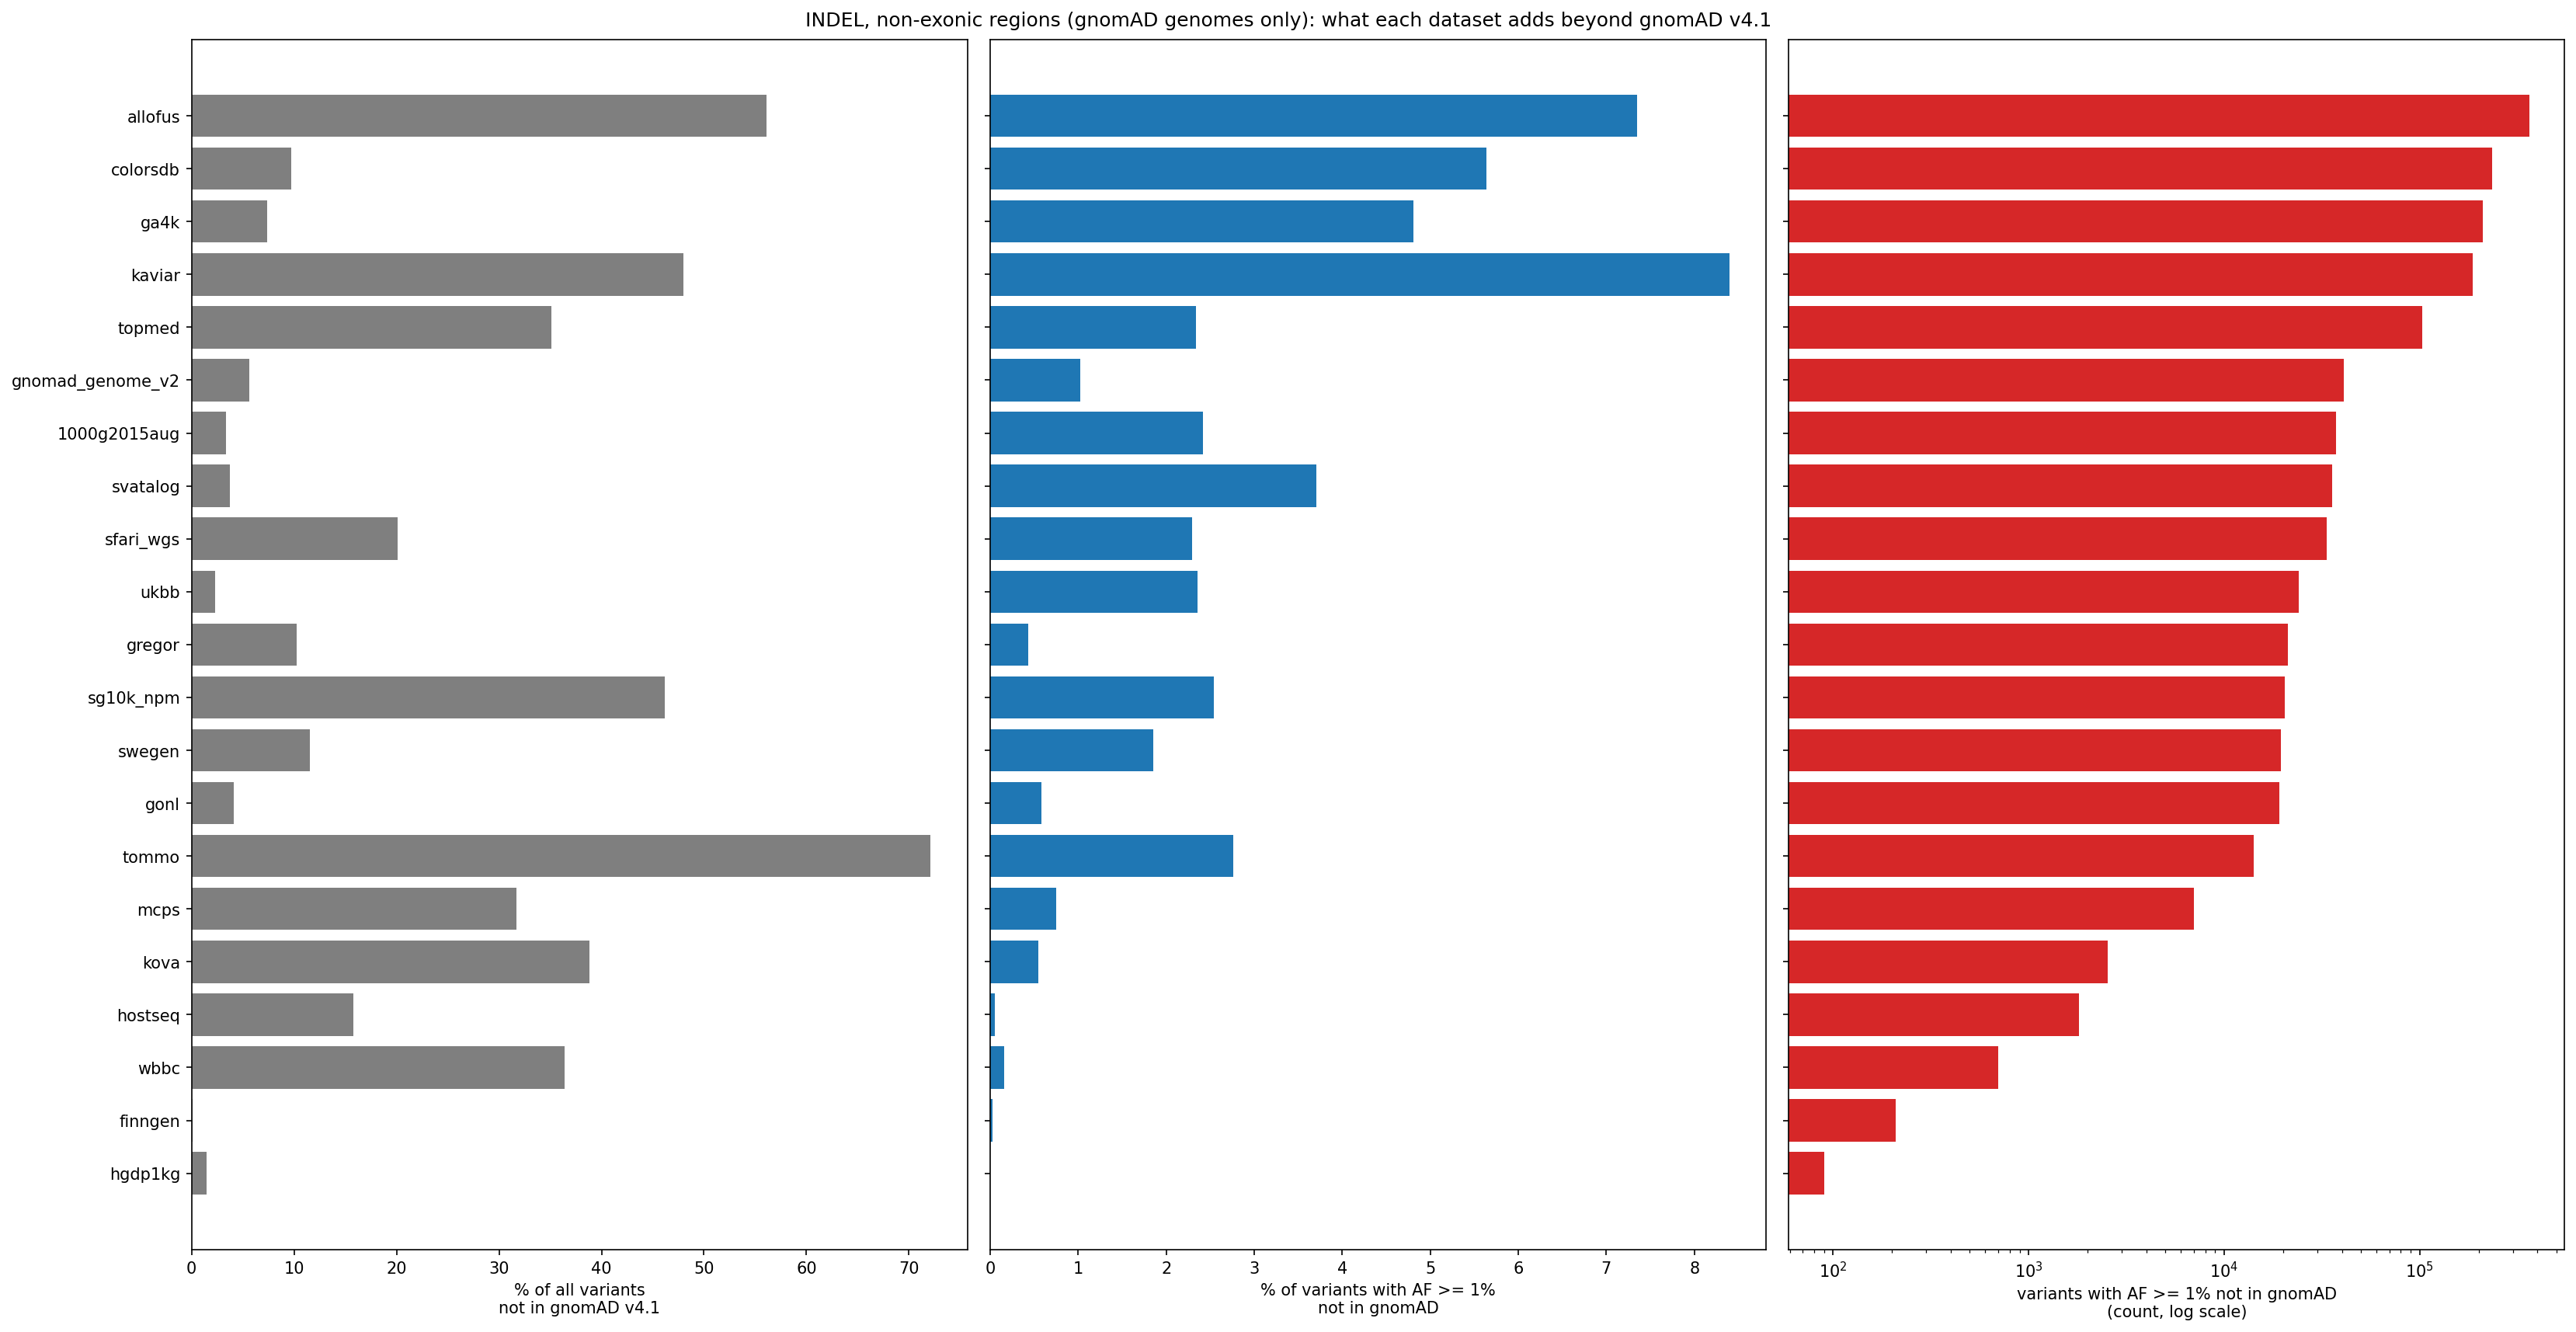 INDEL, non-exonic regions (gnomAD genomes only): what each dataset adds beyond gnomAD v4.1
allofus
colorsdb
ga4k
kaviar
topmed
gnomad_genome_v2
1000g2015aug
svatalog
sfari_wgs
ukbb
gregor
sg10k_npm
swegen
gonl
tommo
mcps
kova
hostseq
wbbc
finngen
hgdp1kg
0 10 20 30 40 50 60 70
% of all variants
not in gnomAD v4.1
0 1 2 3 4 5 6 7 8
% of variants with AF >= 1%
not in gnomAD
10² 10³ 10⁴ 10⁵
variants with AF >= 1% not in gnomAD
(count, log scale)